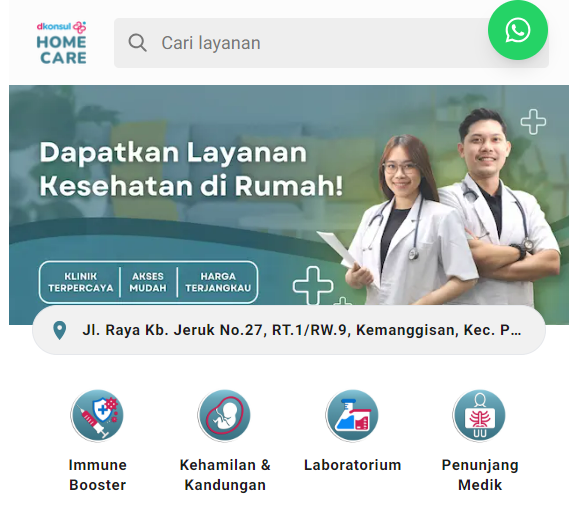 dkonsul
HOME
CARE
Cari layanan
Dapatkan Layanan
Kesehatan di Rumah!
KLINIK
TERPERCAYA
AKSES
MUDAH
HARGA
TERJANGKAU
Jl. Raya Kb. Jeruk No.27, RT.1/RW.9, Kemanggisan, Kec. P...
Immune
Booster
Kehamilan &
Kandungan
Laboratorium
Penunjang
Medik